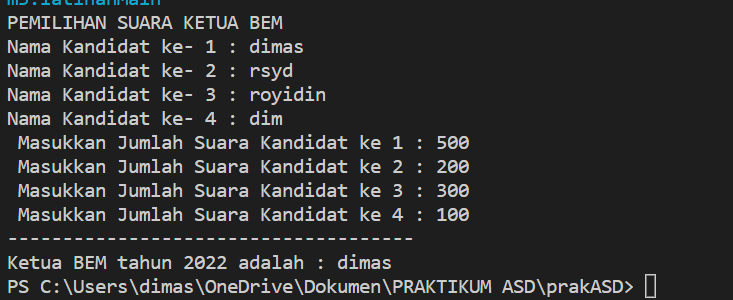 m5.latihanMain
PEMILIHAN SUARA KETUA BEM
Nama Kandidat ke- 1 : dimas
Nama Kandidat ke- 2 : rsyd
Nama Kandidat ke- 3 : royidin
Nama Kandidat ke- 4 : dim
Masukkan Jumlah Suara Kandidat ke 1 : 500
Masukkan Jumlah Suara Kandidat ke 2 : 200
Masukkan Jumlah Suara Kandidat ke 3 : 300
Masukkan Jumlah Suara Kandidat ke 4 : 100
-------------------------------------
Ketua BEM tahun 2022 adalah : dimas
PS C:\Users\dimas\OneDrive\Dokumen\PRAKTIKUM ASD\prakASD>